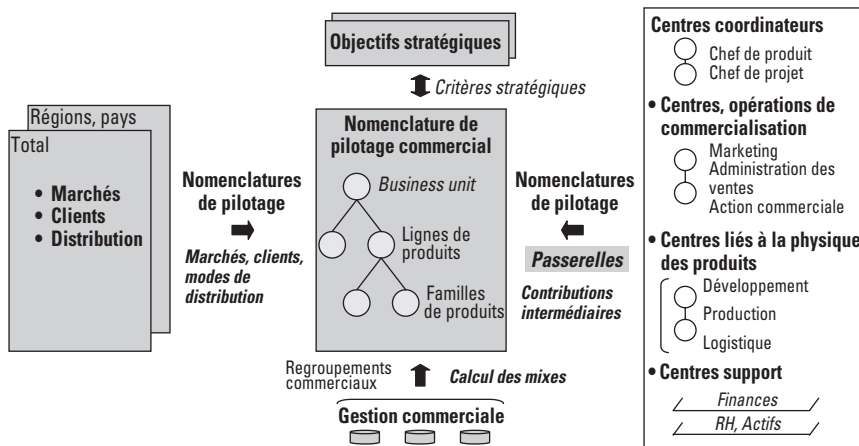 Objectifs stratégiques
Critères stratégiques
Régions, pays
Total
• Marchés
• Clients
• Distribution
Nomenclatures
de pilotage
Marchés, clients,
modes de
distribution
Nomenclature de
pilotage commercial
Business unit
Lignes de
produits
Familles
de produits
Nomenclatures
de pilotage
Passerelles
Contributions
intermédiaires
Regroupements
commerciaux
Calcul des mixes
Gestion commerciale
Centres coordinateurs
Chef de produit
Chef de projet
• Centres, opérations de
commercialisation
Marketing
Administration des
ventes
Action commerciale
• Centres liés à la physique
des produits
Développement
Production
Logistique
• Centres support
Finances
RH, Actifs